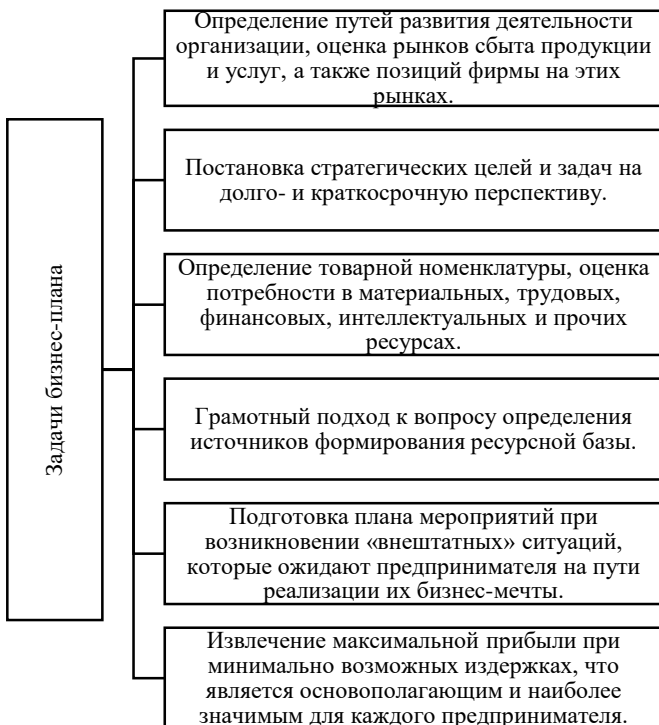 Задачи бизнес-плана
Определение путей развития деятельности
организации, оценка рынков сбыта продукции
и услуг, а также позиций фирмы на этих
рынках.
Постановка стратегических целей и задач на
долго- и краткосрочную перспективу.
Определение товарной номенклатуры, оценка
потребности в материальных, трудовых,
финансовых, интеллектуальных и прочих
ресурсах.
Грамотный подход к вопросу определения
источников формирования ресурсной базы.
Подготовка плана мероприятий при
возникновении «внештатных» ситуаций,
которые ожидают предпринимателя на пути
реализации их бизнес-мечты.
Извлечение максимальной прибыли при
минимально возможных издержках, что
является основополагающим и наиболее
значимым для каждого предпринимателя.